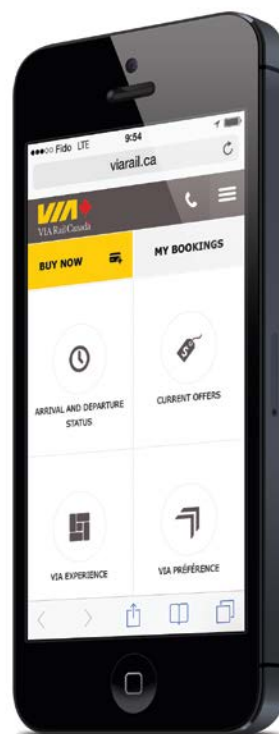 Fido LTE 9:54
viarail.ca
VIA
VIA Rail Canada
BUY NOW MY BOOKINGS
ARRIVAL AND DEPARTURE
STATUS
CURRENT OFFERS
VIA EXPERIENCE
VIA PRÉFÉRENCE